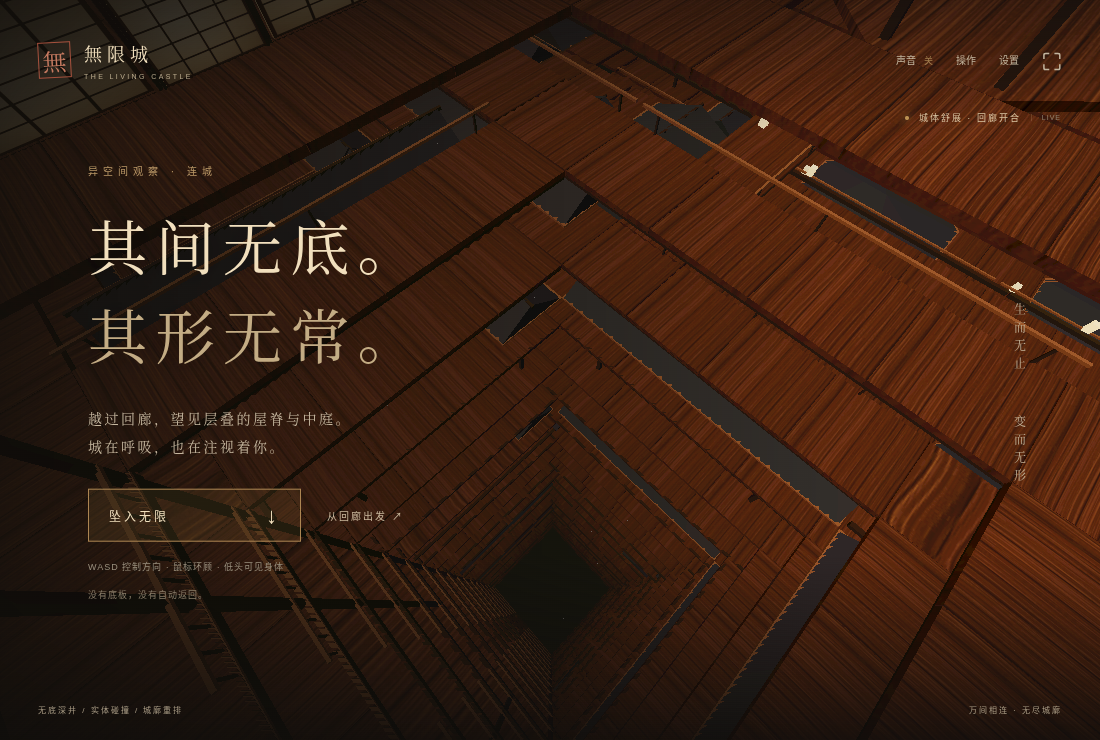 無
無限城
THE LIVING CASTLE
声音 关 操作 设置
城体舒展 · 回廊开合 LIVE
异空间观察 · 连城
其间无底。
其形无常。
越过回廊，望见层叠的屋脊与中庭。
城在呼吸，也在注视着你。
坠入无限 ↓
从回廊出发 ↗
WASD 控制方向 · 鼠标环顾 · 低头可见身体
没有底板，没有自动返回。
生而无止
变而无形
无底深井 / 实体碰撞 / 城廓重排
万间相连 · 无尽城廓